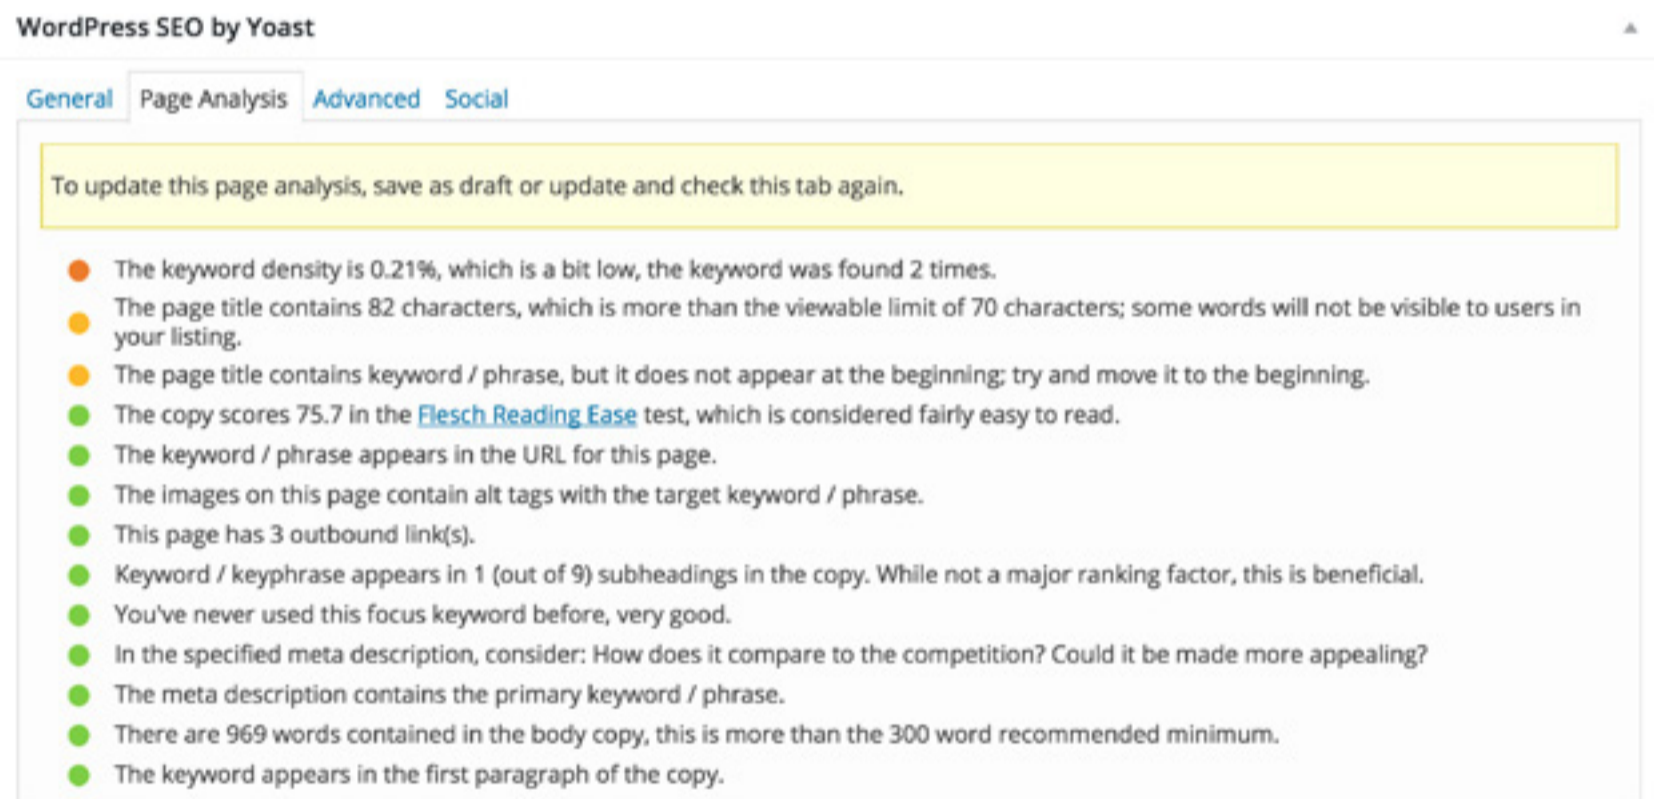 WordPress SEO by Yoast
General Page Analysis Advanced Social
To update this page analysis, save as draft or update and check this tab again.
The keyword density is 0.21%, which is a bit low, the keyword was found 2 times.
The page title contains 82 characters, which is more than the viewable limit of 70 characters; some words will not be visible to users in
your listing.
The page title contains keyword / phrase, but it does not appear at the beginning; try and move it to the beginning.
The copy scores 75.7 in the Flesch Reading Ease test, which is considered fairly easy to read.
The keyword / phrase appears in the URL for this page.
The images on this page contain alt tags with the target keyword / phrase.
This page has 3 outbound link(s).
Keyword / keyphrase appears in 1 (out of 9) subheadings in the copy. While not a major ranking factor, this is beneficial.
You've never used this focus keyword before, very good.
In the specified meta description, consider: How does it compare to the competition? Could it be made more appealing?
The meta description contains the primary keyword / phrase.
There are 969 words contained in the body copy, this is more than the 300 word recommended minimum.
The keyword appears in the first paragraph of the copy.